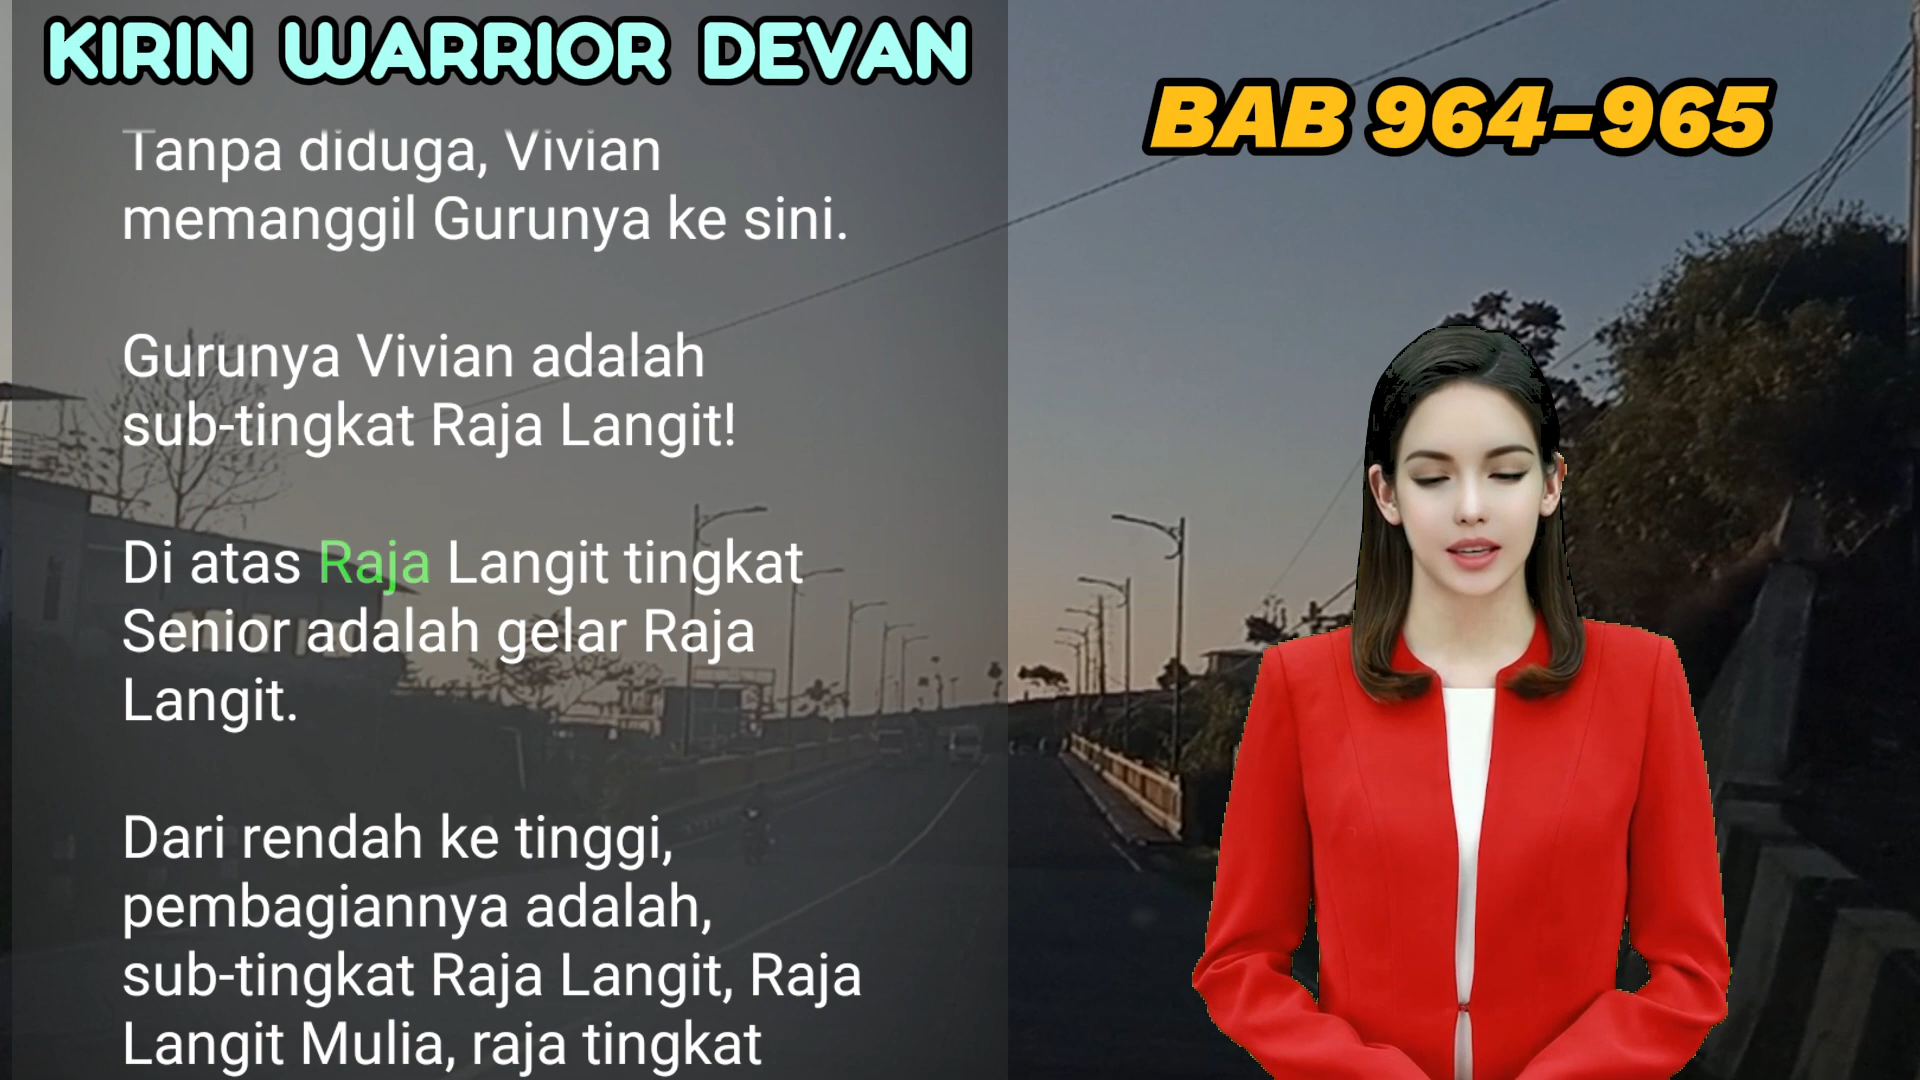 KIRIN WARRIOR DEVAN
BAB 964-965
Tanpa diduga, Vivian
memanggil Gurunya ke sini.
Gurunya Vivian adalah
sub-tingkat Raja Langit!
Di atas Raja Langit tingkat
Senior adalah gelar Raja
Langit.
Dari rendah ke tinggi,
pembagiannya adalah,
sub-tingkat Raja Langit, Raja
Langit Mulia, raja tingkat